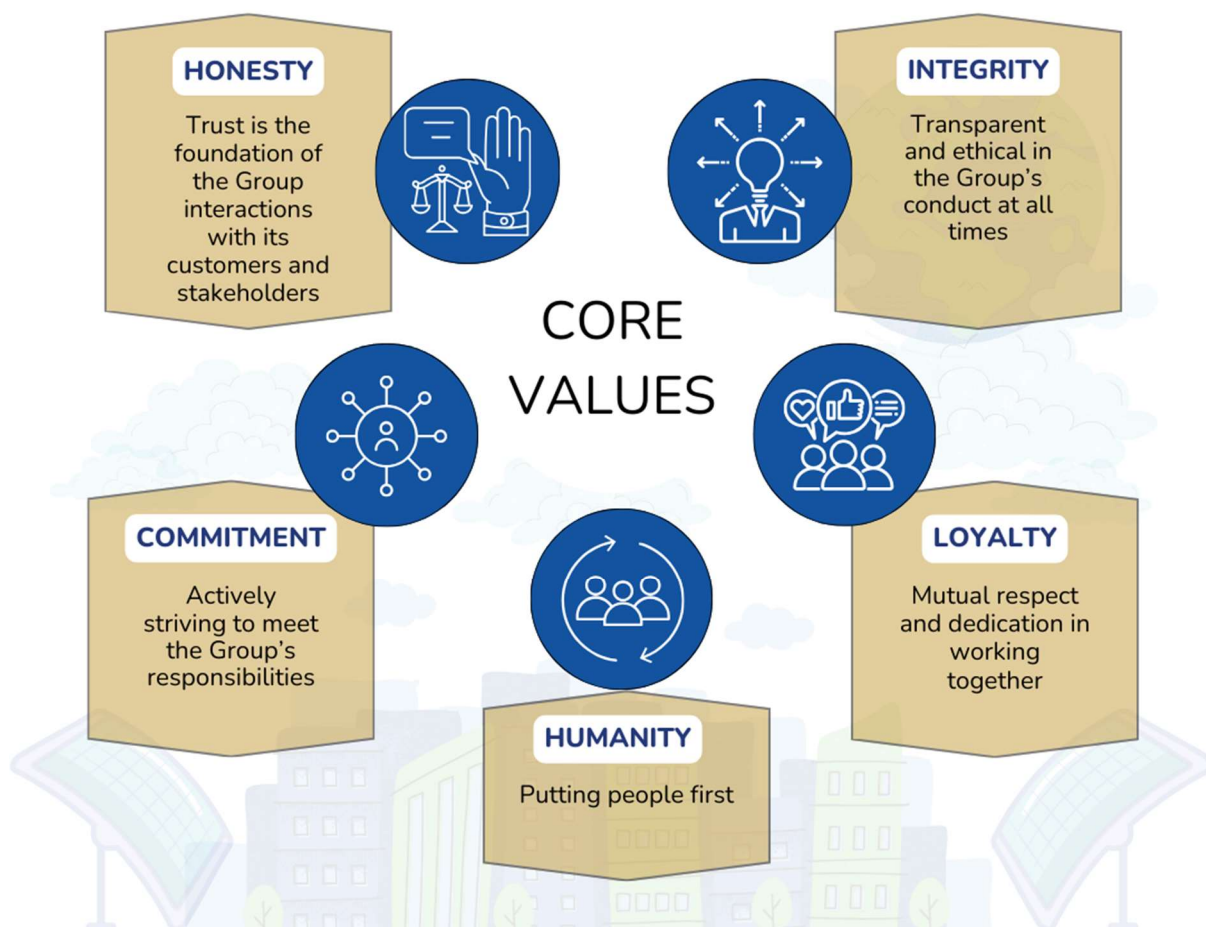 HONESTY
Trust is the
foundation of
the Group
interactions
with its
customers and
stakeholders
INTEGRITY
Transparent
and ethical in
the Group's
conduct at all
times
CORE
VALUES
COMMITMENT
Actively
striving to meet
the Group's
responsibilities
LOYALTY
Mutual respect
and dedication in
working
together
HUMANITY
Putting people first